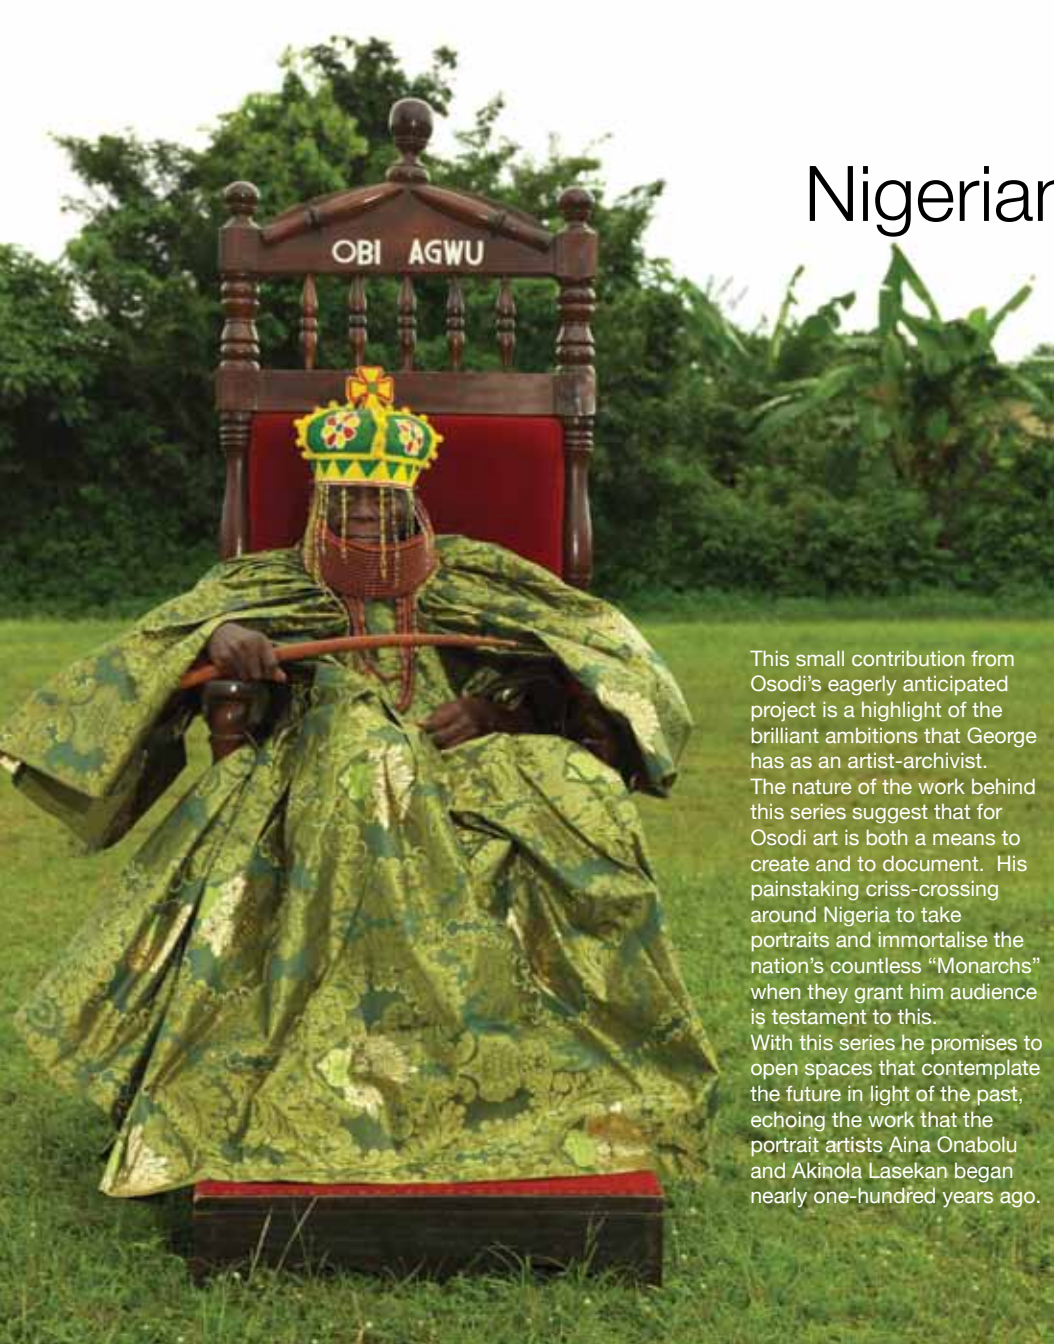 Nigerian
OBI AGWU
This small contribution from
Osodi’s eagerly anticipated
project is a highlight of the
brilliant ambitions that George
has as an artist-archivist.
The nature of the work behind
this series suggest that for
Osodi art is both a means to
create and to document.  His
painstaking criss-crossing
around Nigeria to take
portraits and immortalise the
nation’s countless “Monarchs”
when they grant him audience
is testament to this.
With this series he promises to
open spaces that contemplate
the future in light of the past,
echoing the work that the
portrait artists Aina Onabolu
and Akinola Lasekan began
nearly one-hundred years ago.